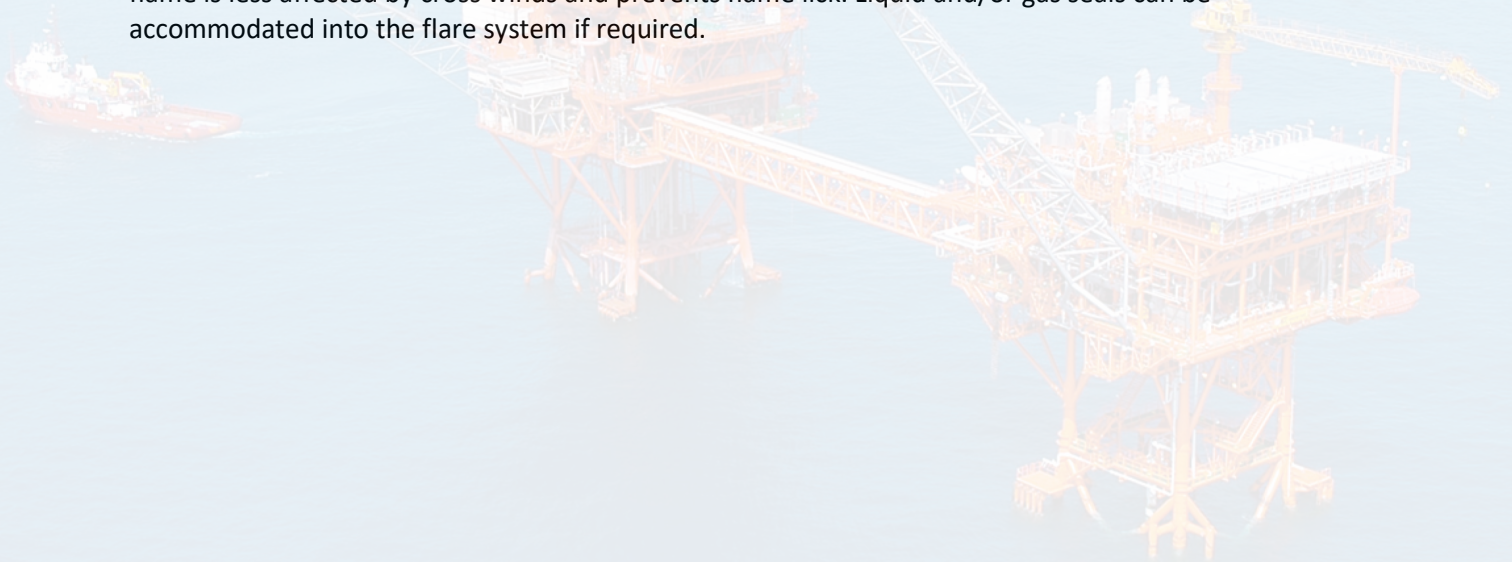 flame is less affected by cross winds and prevents flame lick. Liquid and/or gas seals can be
accommodated into the flare system if required.